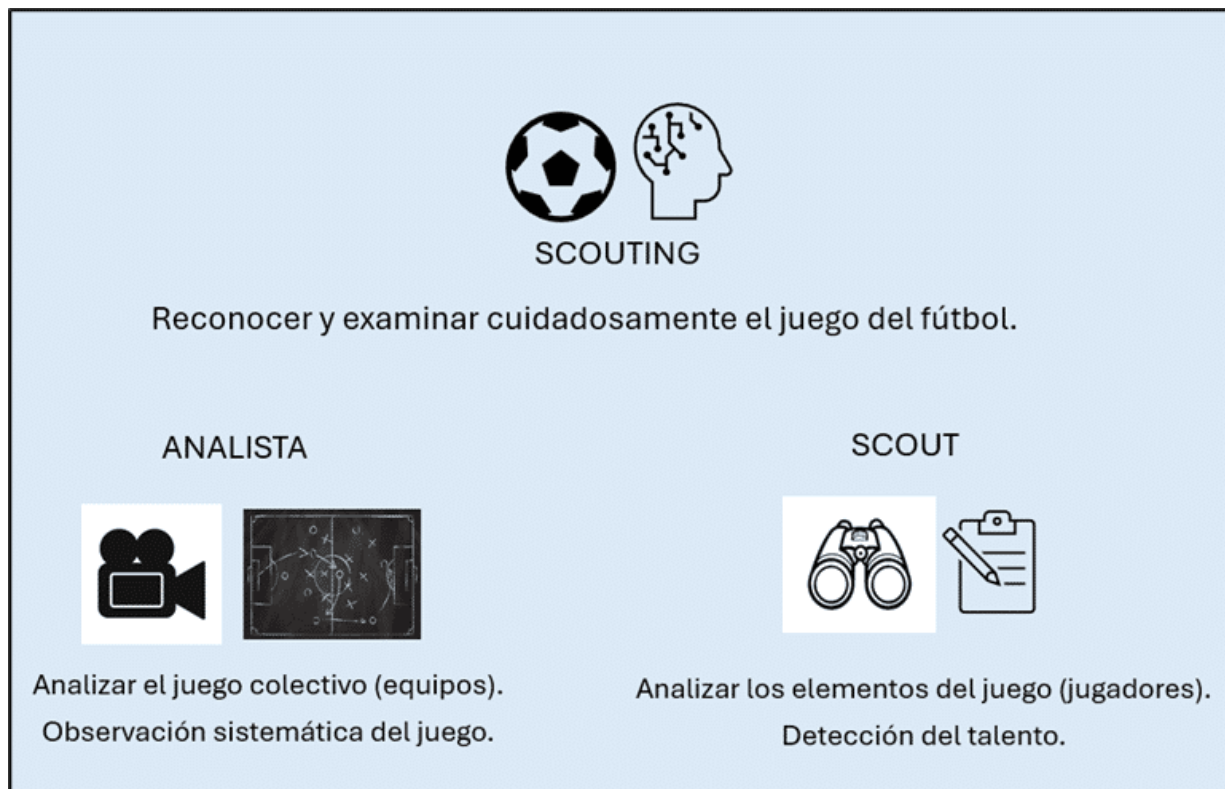 SCOUTING
Reconocer y examinar cuidadosamente el juego del fútbol.
ANALISTA
Analizar el juego colectivo (equipos).
Observación sistemática del juego.
SCOUT
Analizar los elementos del juego (jugadores).
Detección del talento.